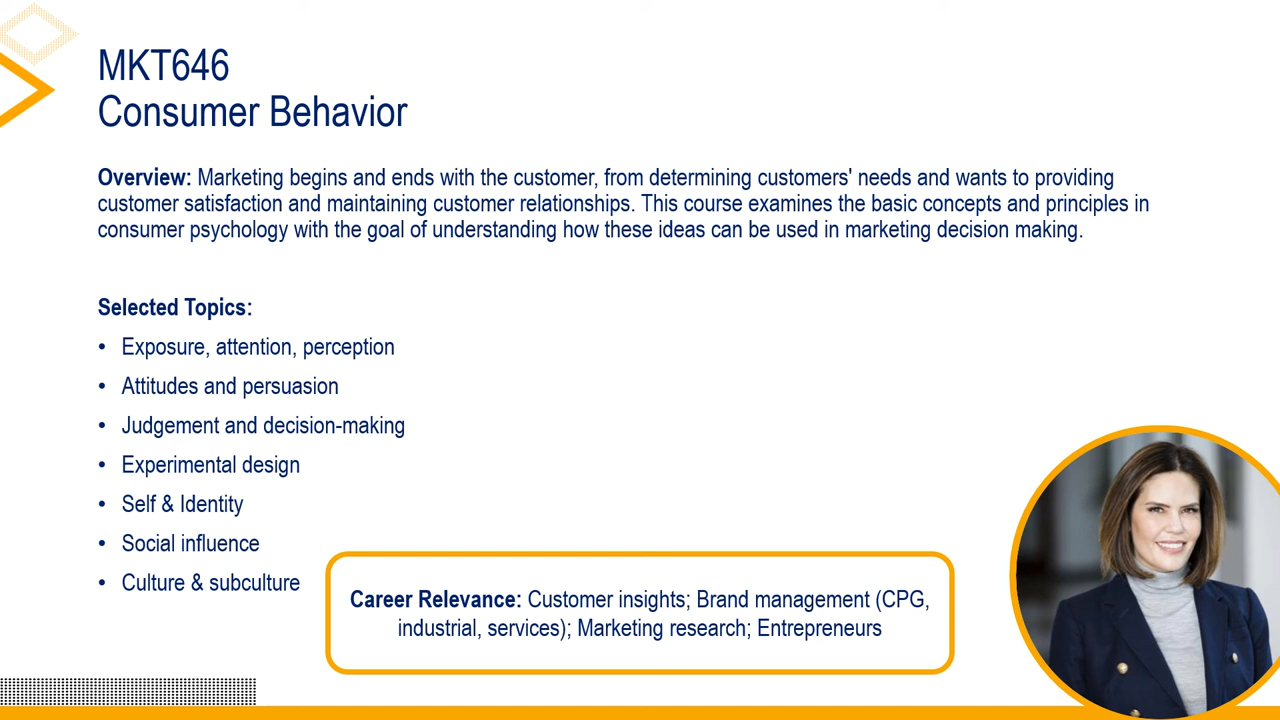 MKT646
Consumer Behavior
Overview: Marketing begins and ends with the customer, from determining customers' needs and wants to providing
customer satisfaction and maintaining customer relationships. This course examines the basic concepts and principles in
consumer psychology with the goal of understanding how these ideas can be used in marketing decision making.
Selected Topics:
• Exposure, attention, perception
• Attitudes and persuasion
• Judgement and decision-making
• Experimental design
• Self & Identity
• Social influence
• Culture & subculture
Career Relevance: Customer insights; Brand management (CPG,
industrial, services); Marketing research; Entrepreneurs